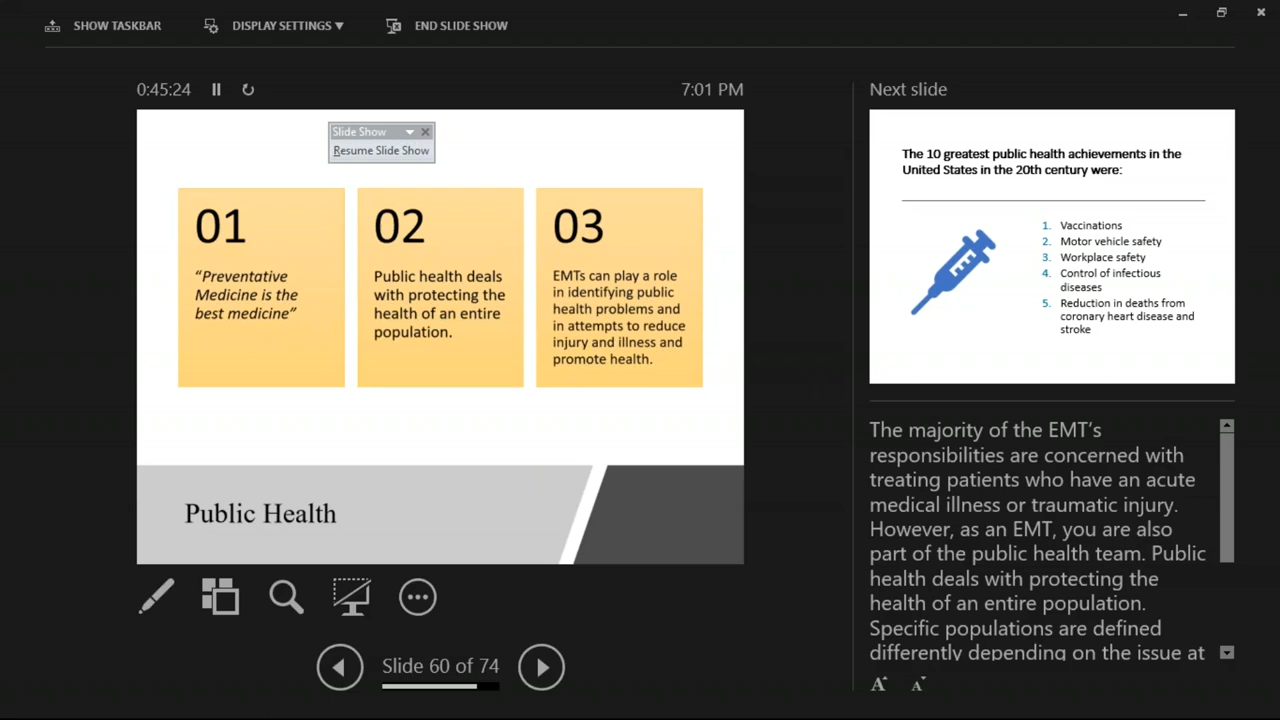 SHOW TASKBAR
DISPLAY SETTINGS ▼
END SLIDE SHOW
0:45:24
7:01 PM
Slide Show
Resume Slide Show
01
“Preventative
Medicine is the
best medicine”
02
Public health deals
with protecting the
health of an entire
population.
03
EMTs can play a role
in identifying public
health problems and
in attempts to reduce
injury and illness and
promote health.
Public Health
Slide 60 of 74
Next slide
The 10 greatest public health achievements in the
United States in the 20th century were:
1. Vaccinations
2. Motor vehicle safety
3. Workplace safety
4. Control of infectious
diseases
5. Reduction in deaths from
coronary heart disease and
stroke
The majority of the EMT’s
responsibilities are concerned with
treating patients who have an acute
medical illness or traumatic injury.
However, as an EMT, you are also
part of the public health team. Public
health deals with protecting the
health of an entire population.
Specific populations are defined
differently depending on the issue at
A A